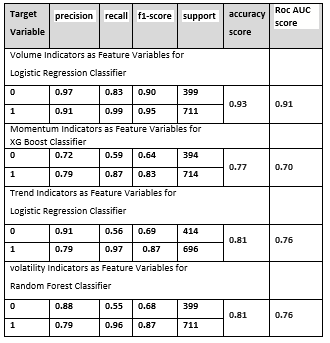 Target Variable precision recall f1-score support accuracy score Roc AUC score
Volume Indicators as Feature Variables for
Logistic Regression Classifier
0 0.97 0.83 0.90 399 0.93 0.91
1 0.91 0.99 0.95 711
Momentum Indicators as Feature Variables for
XG Boost Classifier
0 0.72 0.59 0.64 394 0.77 0.70
1 0.79 0.87 0.83 714
Trend Indicators as Feature Variables for
Logistic Regression Classifier
0 0.91 0.56 0.69 414 0.81 0.76
1 0.79 0.97 0.87 696
volatility Indicators as Feature Variables for
Random Forest Classifier
0 0.88 0.55 0.68 399 0.81 0.76
1 0.79 0.96 0.87 711